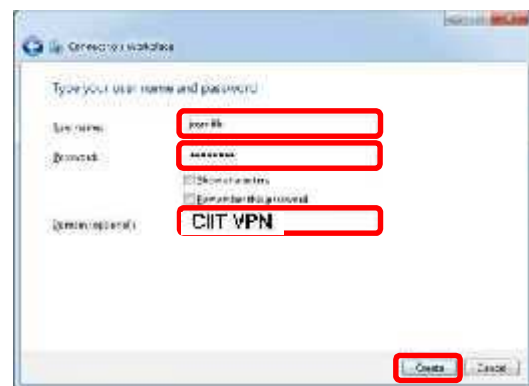 Connect to a Workplace
Type your user name and password
User name:
Password:
Show characters
Remember this password
Domain (optional):
CIIT VPN
Create
Cancel